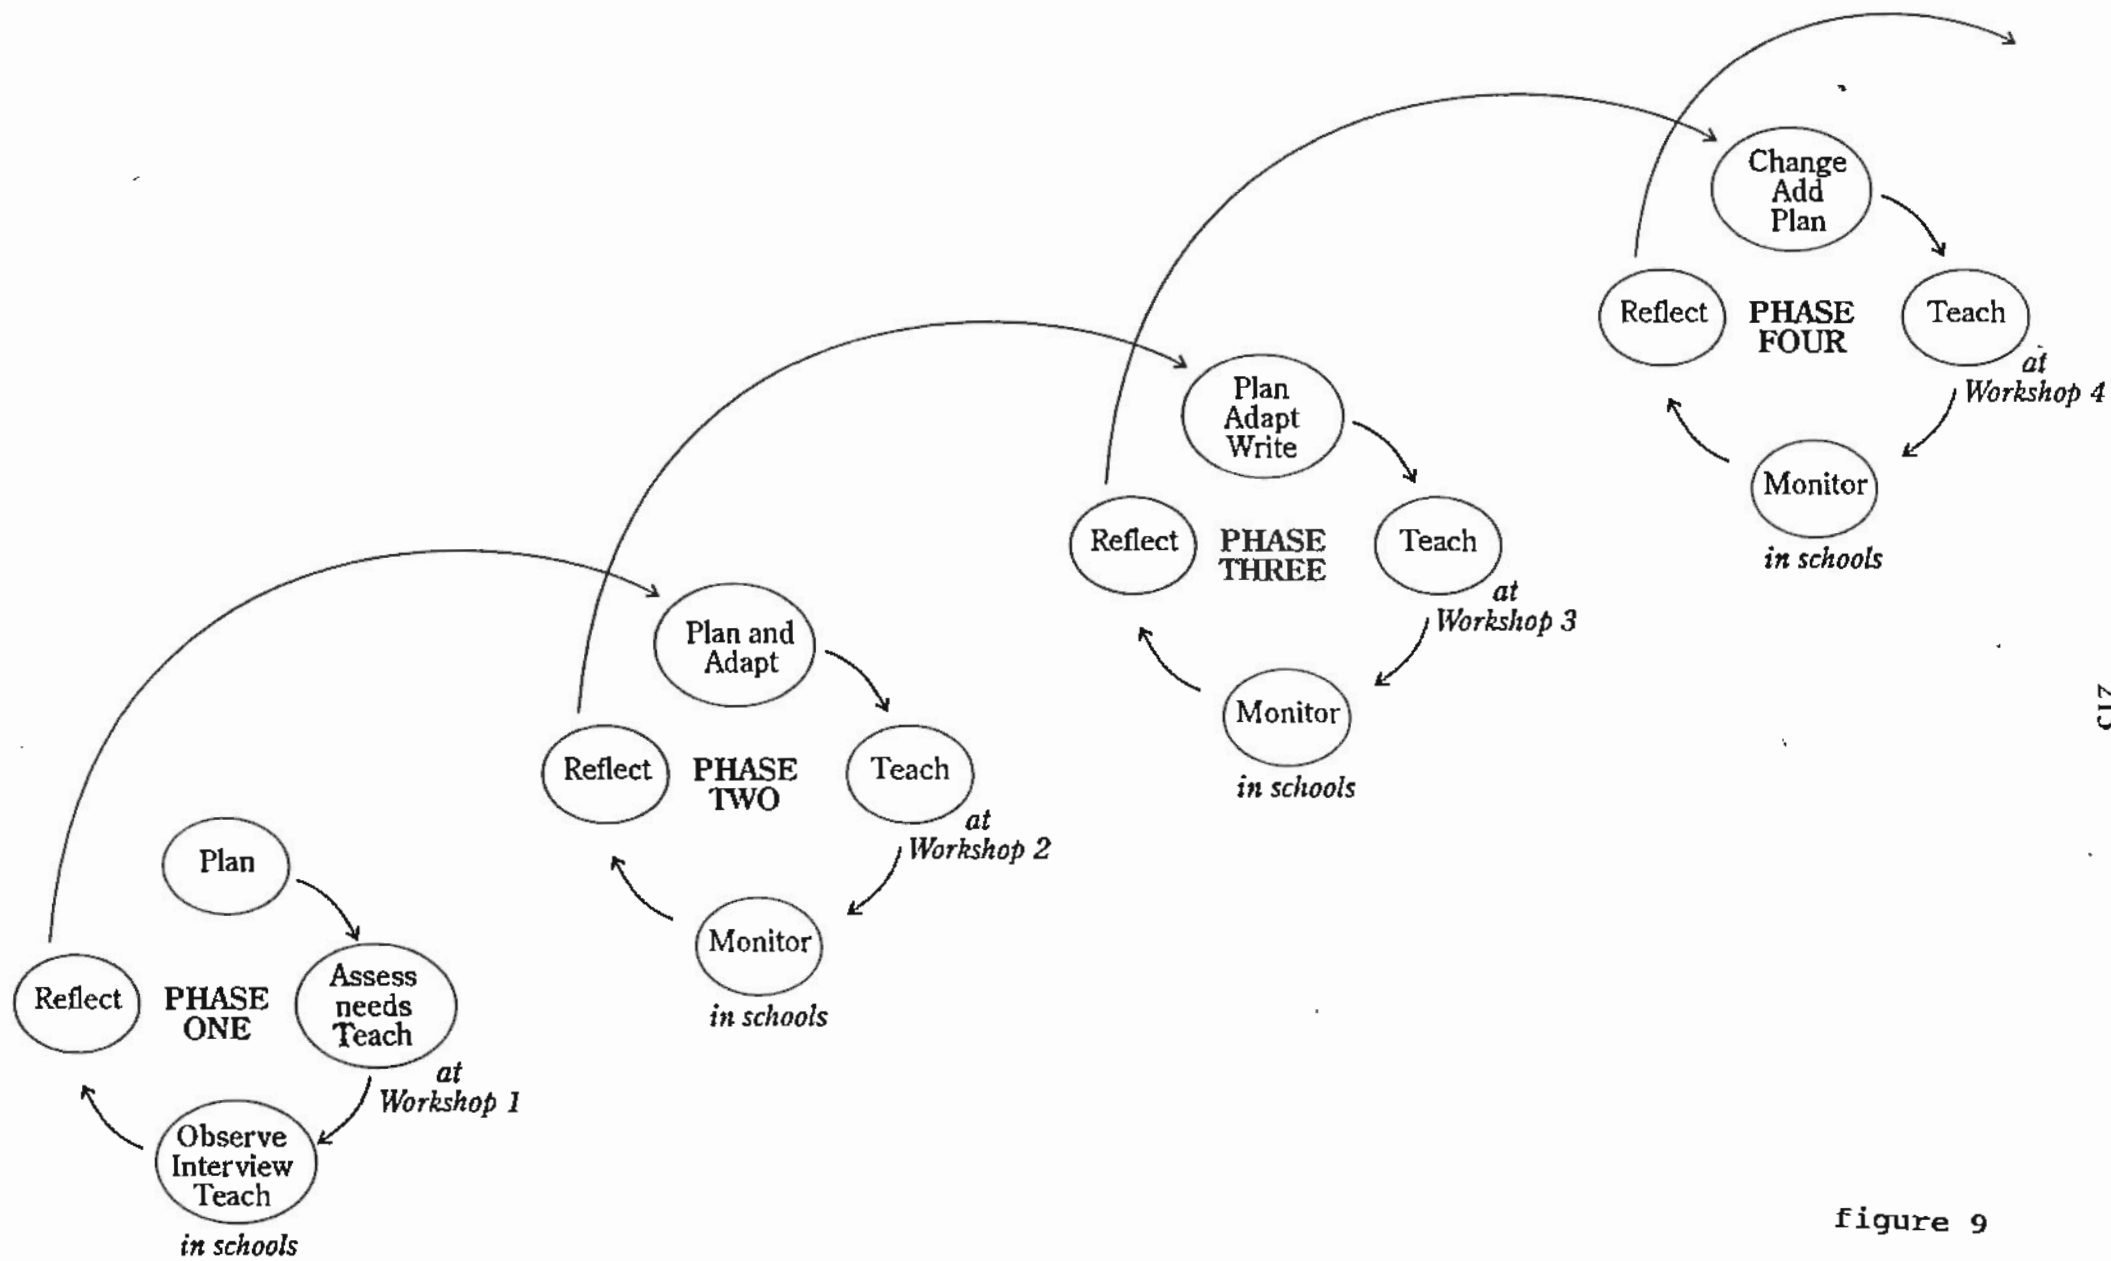 Plan
Assess
needs
Teach
at
Workshop 1
Observe
Interview
Teach
in schools
Reflect
PHASE
ONE
Plan and
Adapt
Teach
at
Workshop 2
Monitor
in schools
Reflect
PHASE
TWO
Plan
Adapt
Write
Teach
at
Workshop 3
Monitor
in schools
Reflect
PHASE
THREE
Change
Add
Plan
Teach
at
Workshop 4
Monitor
in schools
Reflect
PHASE
FOUR
figure 9